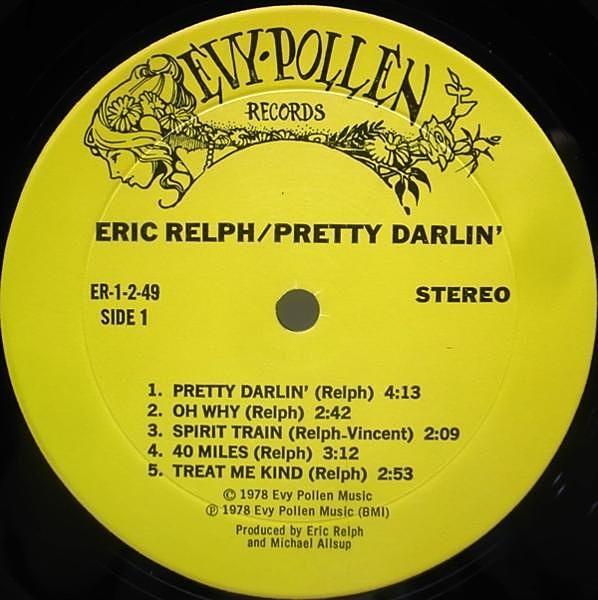 EVY-POLLEN
RECORDS
ERIC RELPH/PRETTY DARLIN'
ER-1-2-49
STEREO
SIDE 1
1. PRETTY DARLIN' (Relph) 4:13
2. OH WHY (Relph) 2:42
3. SPIRIT TRAIN (Relph-Vincent) 2:09
4. 40 MILES (Relph) 3:12
5. TREAT ME KIND (Relph) 2:53
© 1978 Evy Pollen Music
℗ 1978 Evy Pollen Music (BMI)
Produced by Eric Relph
and Michael Allsup